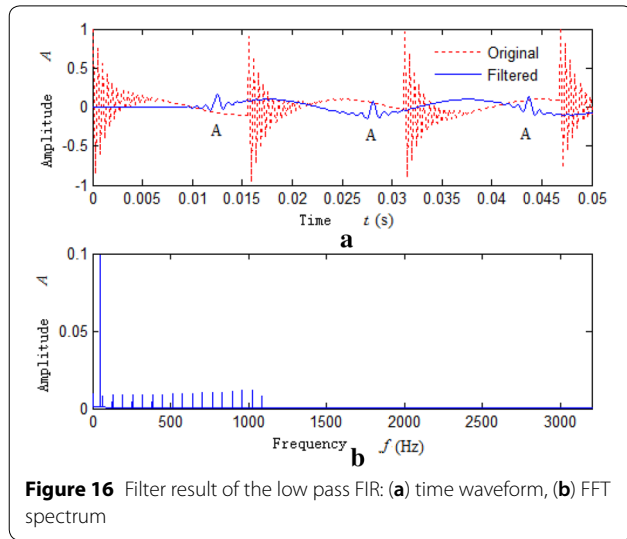 1
0.5
0
-0.5
-1
Amplitude A
Original
Filtered
A
A
A
0
0.005
0.01
0.015
0.02
0.025
0.03
0.035
0.04
0.045
0.05
Time t (s)
a
0.1
0.05
0
Amplitude A
0
500
1000
1500
2000
2500
3000
Frequency f (Hz)
b
Figure 16 Filter result of the low pass FIR: (a) time waveform, (b) FFT
spectrum